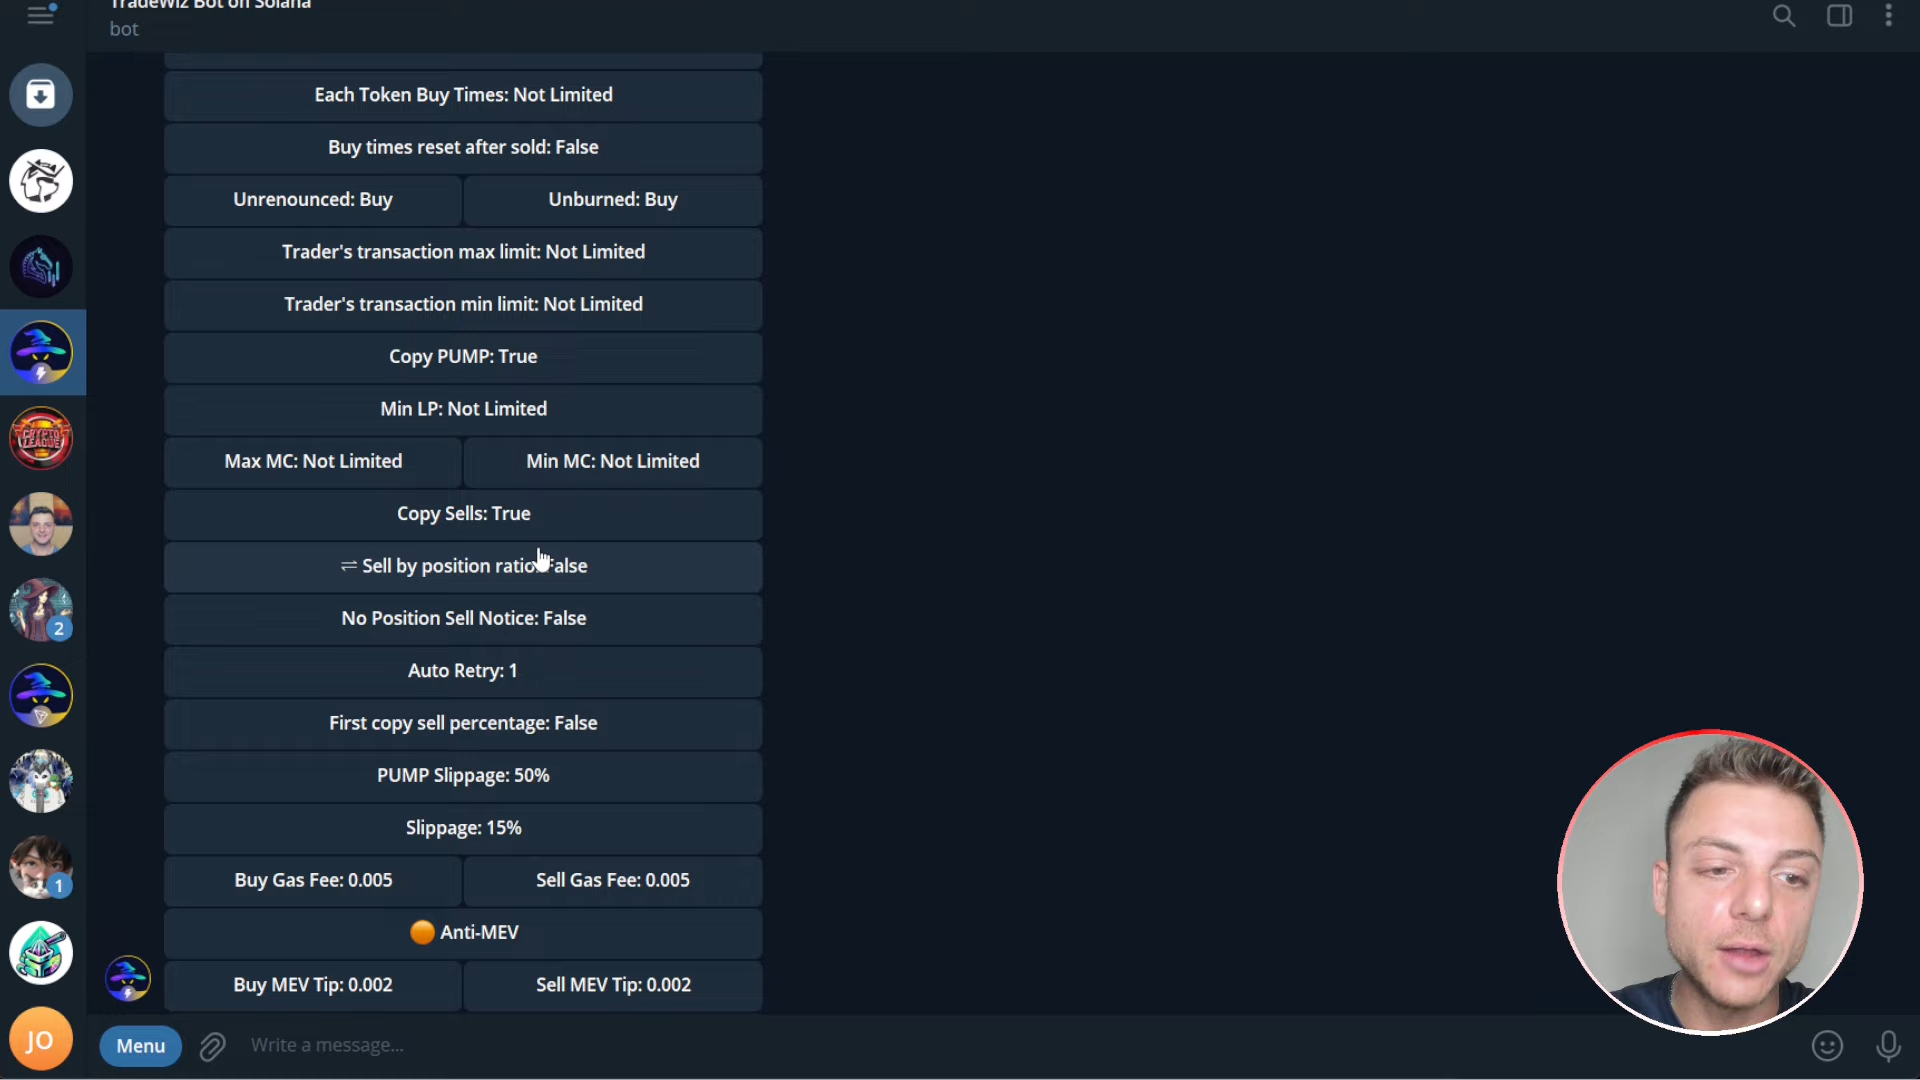 TradeWiz Bot on Solana
bot
Each Token Buy Times: Not Limited
Buy times reset after sold: False
Unrenounced: Buy
Unburned: Buy
Trader's transaction max limit: Not Limited
Trader's transaction min limit: Not Limited
Copy PUMP: True
Min LP: Not Limited
Max MC: Not Limited
Min MC: Not Limited
Copy Sells: True
⇌ Sell by position ratio: False
No Position Sell Notice: False
Auto Retry: 1
First copy sell percentage: False
PUMP Slippage: 50%
Slippage: 15%
Buy Gas Fee: 0.005
Sell Gas Fee: 0.005
🟠 Anti-MEV
Buy MEV Tip: 0.002
Sell MEV Tip: 0.002
Menu
Write a message...
CRYPTO LEAGUE
2
1
JO